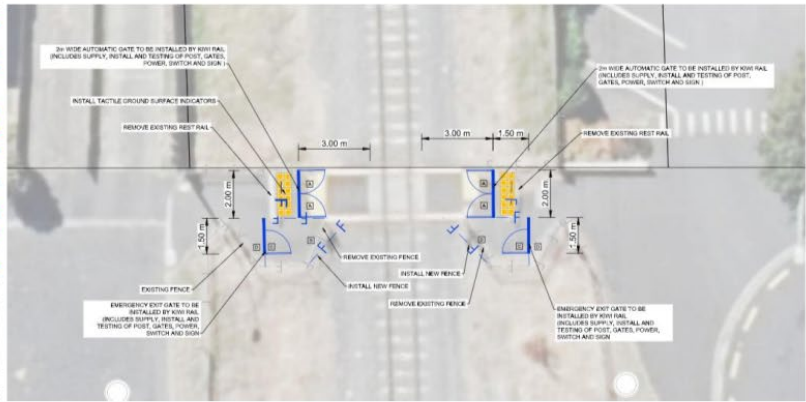 2m WIDE AUTOMATIC GATE TO BE INSTALLED BY KIWI RAIL
(INCLUDES SUPPLY, INSTALL AND TESTING OF POST, GATES,
POWER, SWITCH AND SIGN )
INSTALL TACTILE GROUND SURFACE INDICATORS
REMOVE EXISTING REST RAIL
3.00 m
3.00 m
1.50 m
2m WIDE AUTOMATIC GATE TO BE INSTALLED BY KIWI RAIL
(INCLUDES SUPPLY, INSTALL AND TESTING OF POST,
GATES, POWER, SWITCH AND SIGN )
REMOVE EXISTING REST RAIL
2.00 m
A
A
A
A
2.00 m
F
F
F
F
F
F
F
F
1.50 m
D
D
D
D
D
D
1.50 m
EXISTING FENCE
REMOVE EXISTING FENCE
INSTALL NEW FENCE
INSTALL NEW FENCE
REMOVE EXISTING FENCE
EMERGENCY EXIT GATE TO BE
INSTALLED BY KIWI RAIL
(INCLUDES SUPPLY, INSTALL AND
TESTING OF POST, GATES, POWER,
SWITCH AND SIGN
EMERGENCY EXIT GATE TO BE
INSTALLED BY KIWI RAIL
(INCLUDES SUPPLY, INSTALL AND
TESTING OF POST, GATES, POWER,
SWITCH AND SIGN